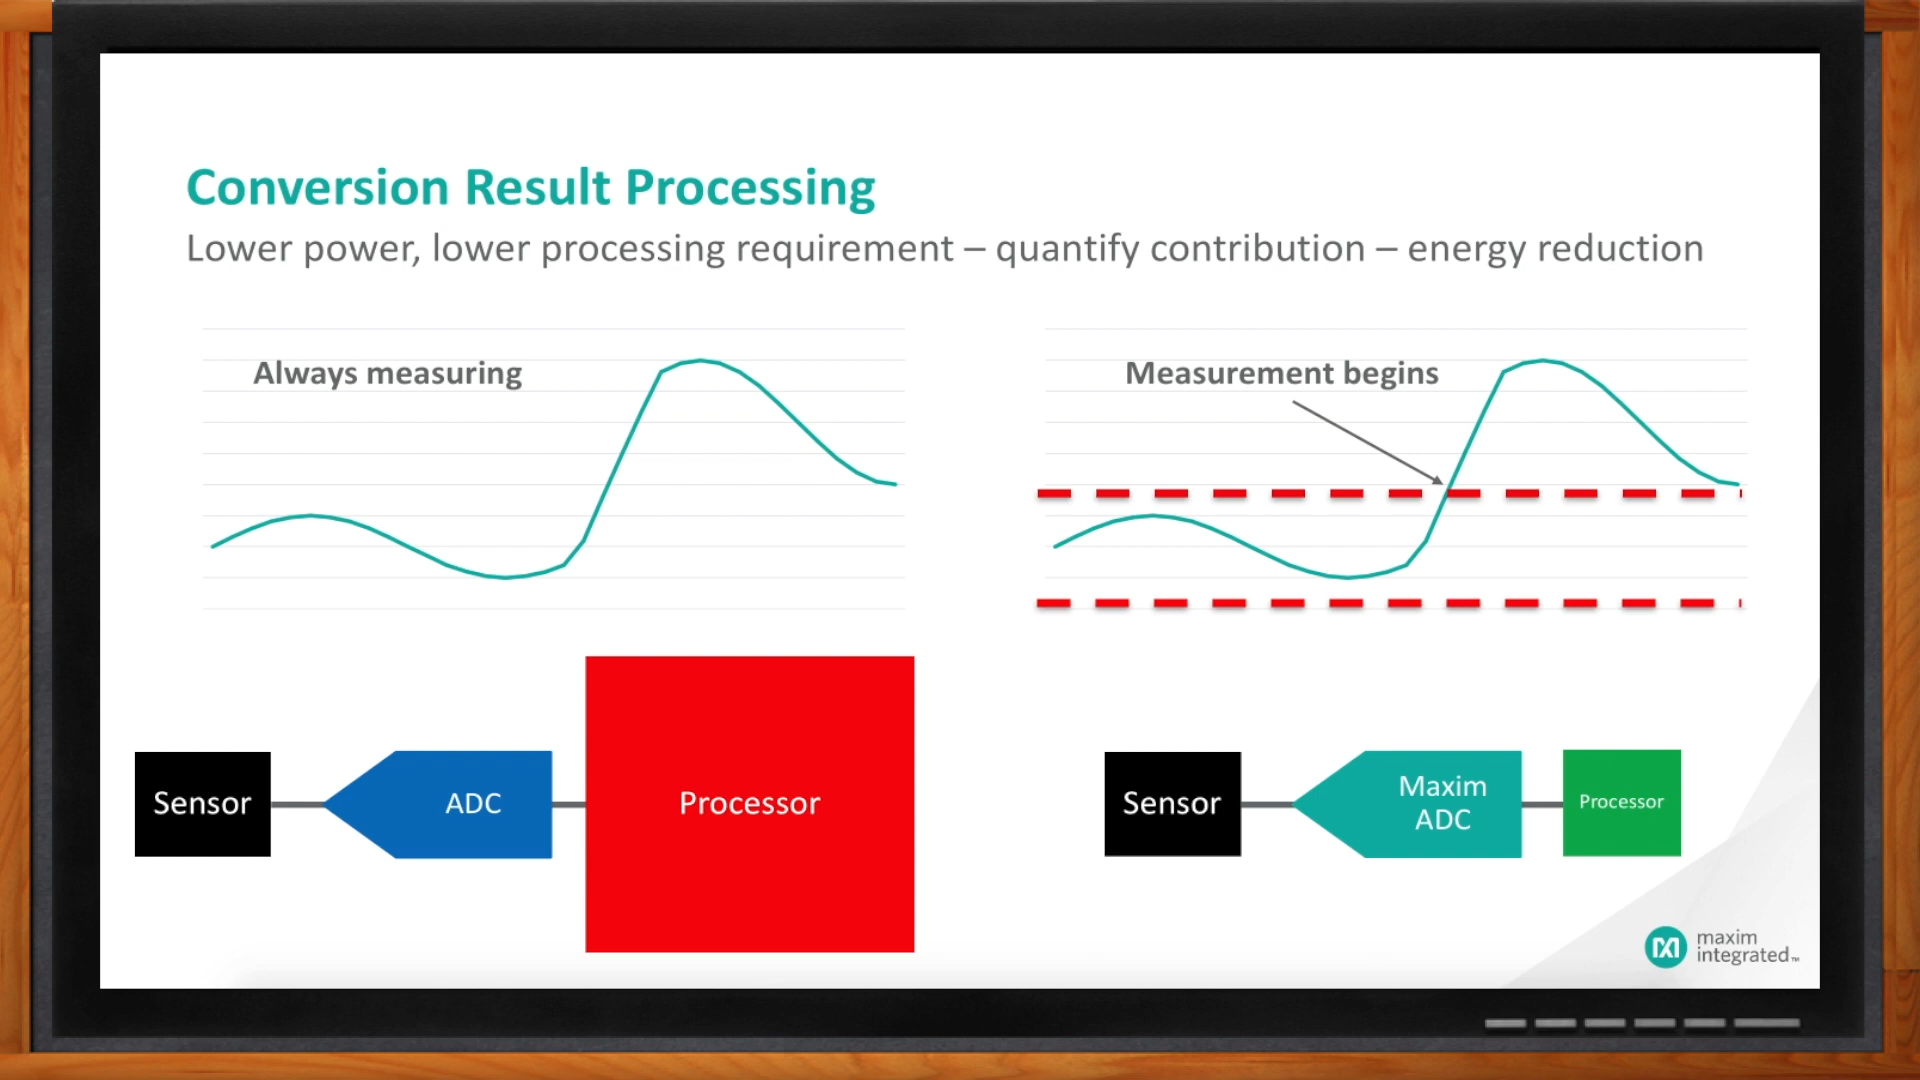 Conversion Result Processing
Lower power, lower processing requirement – quantify contribution – energy reduction
Always measuring
Measurement begins
Sensor
ADC
Processor
Sensor
Maxim
ADC
Processor
maxim
integrated™